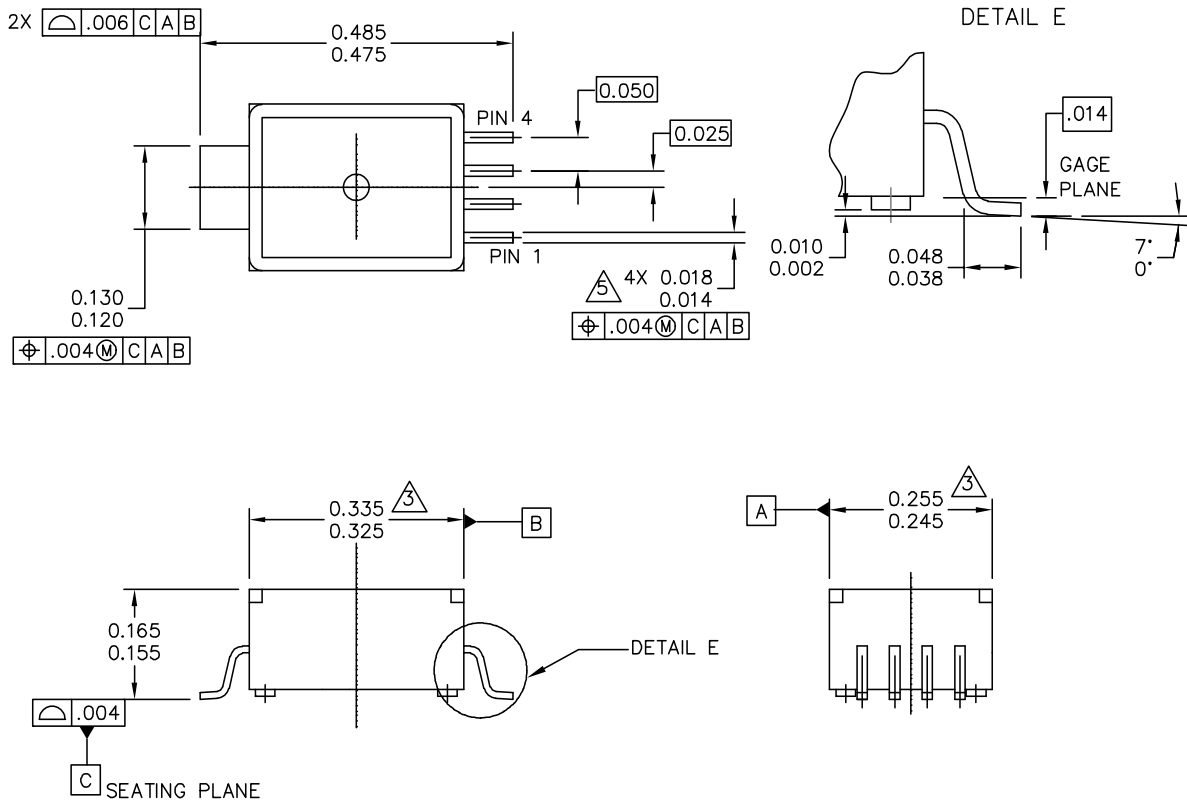 2X ⌓ .006 C A B
0.485
0.475
DETAIL E
0.050
PIN 4
0.025
.014
GAGE
PLANE
PIN 1
0.130
0.120
⌖ .004Ⓜ C A B
5 4X 0.018
0.014
⌖ .004Ⓜ C A B
0.010
0.002
0.048
0.038
7°
0°
0.335 3
0.325
B
A
0.255 3
0.245
0.165
0.155
DETAIL E
⌓ .004
C SEATING PLANE